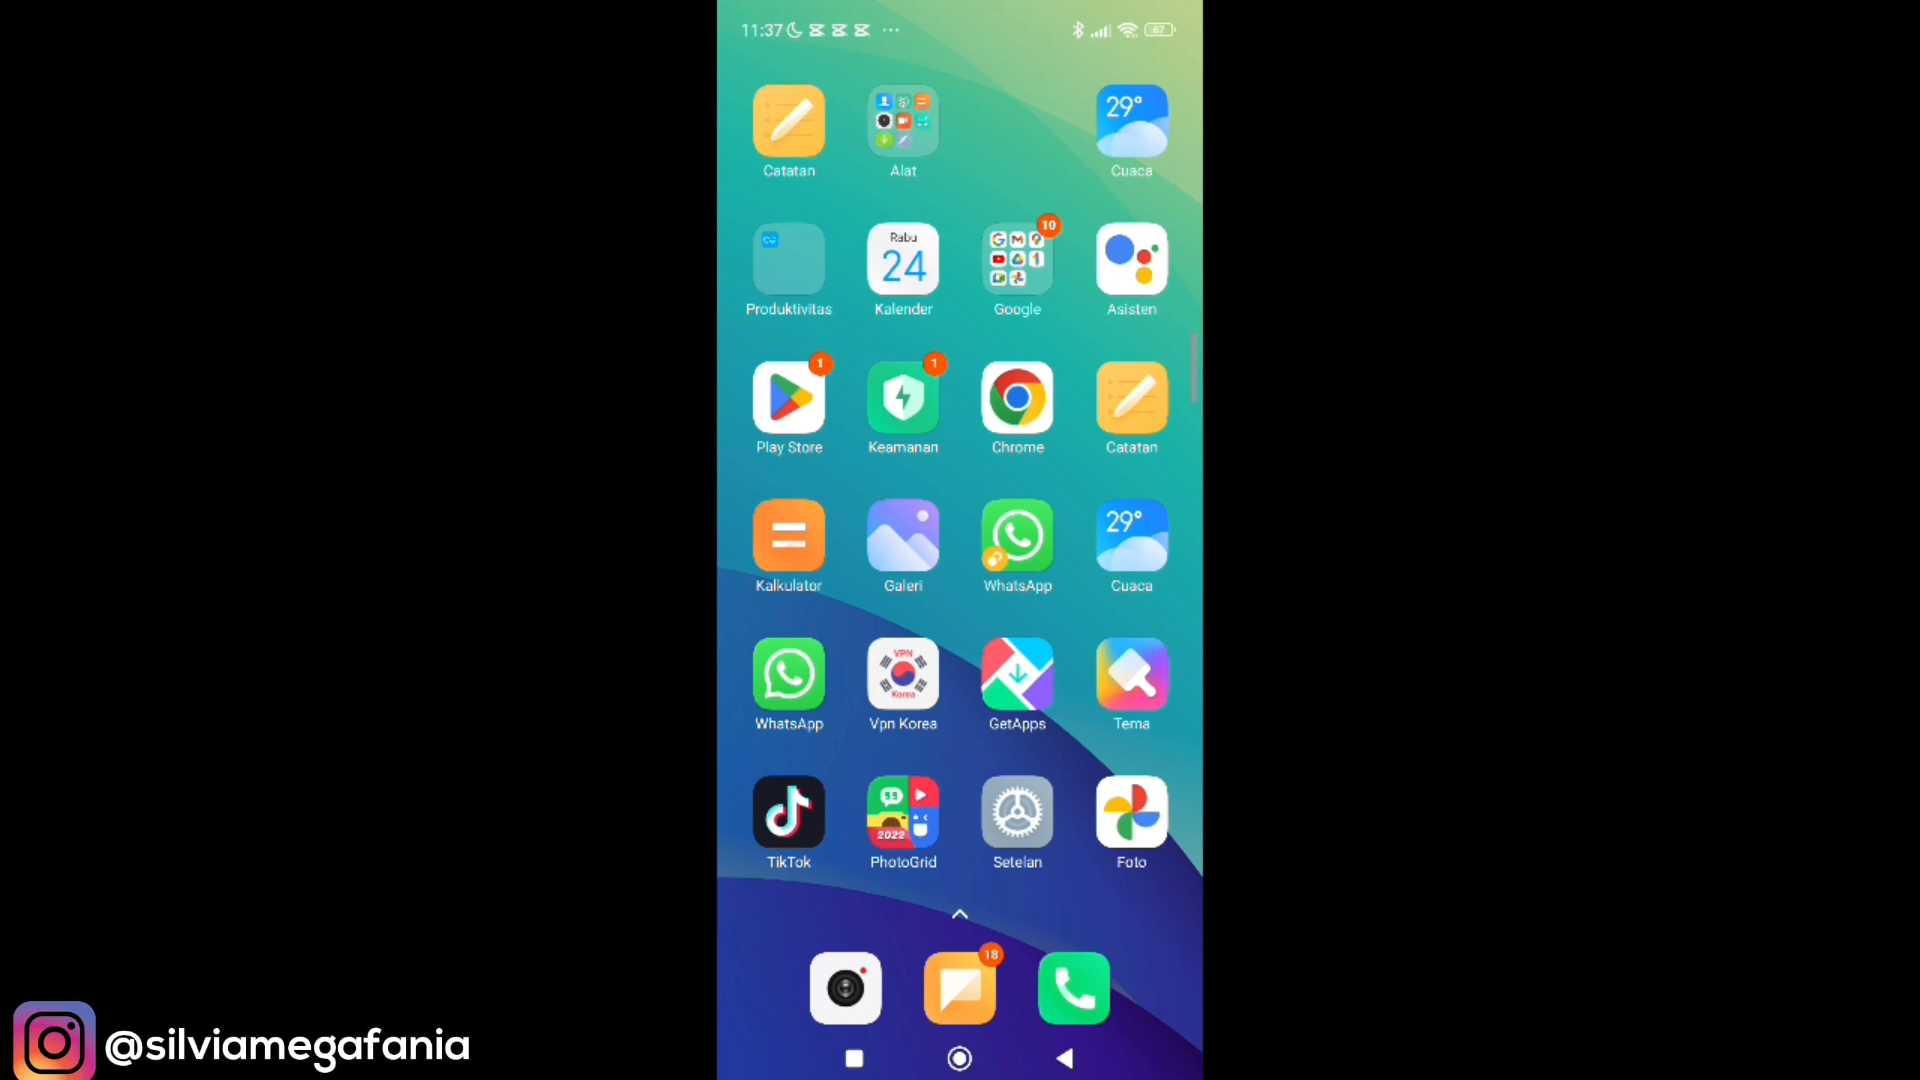 11:37
67
29°
Catatan
Alat
Cuaca
10
Rabu
24
Produktivitas
Kalender
Google
Asisten
1
1
Play Store
Keamanan
Chrome
Catatan
29°
Kalkulator
Galeri
WhatsApp
Cuaca
VPN
Korea
WhatsApp
Vpn Korea
GetApps
Tema
2022
TikTok
PhotoGrid
Setelan
Foto
18
@silviamegafania